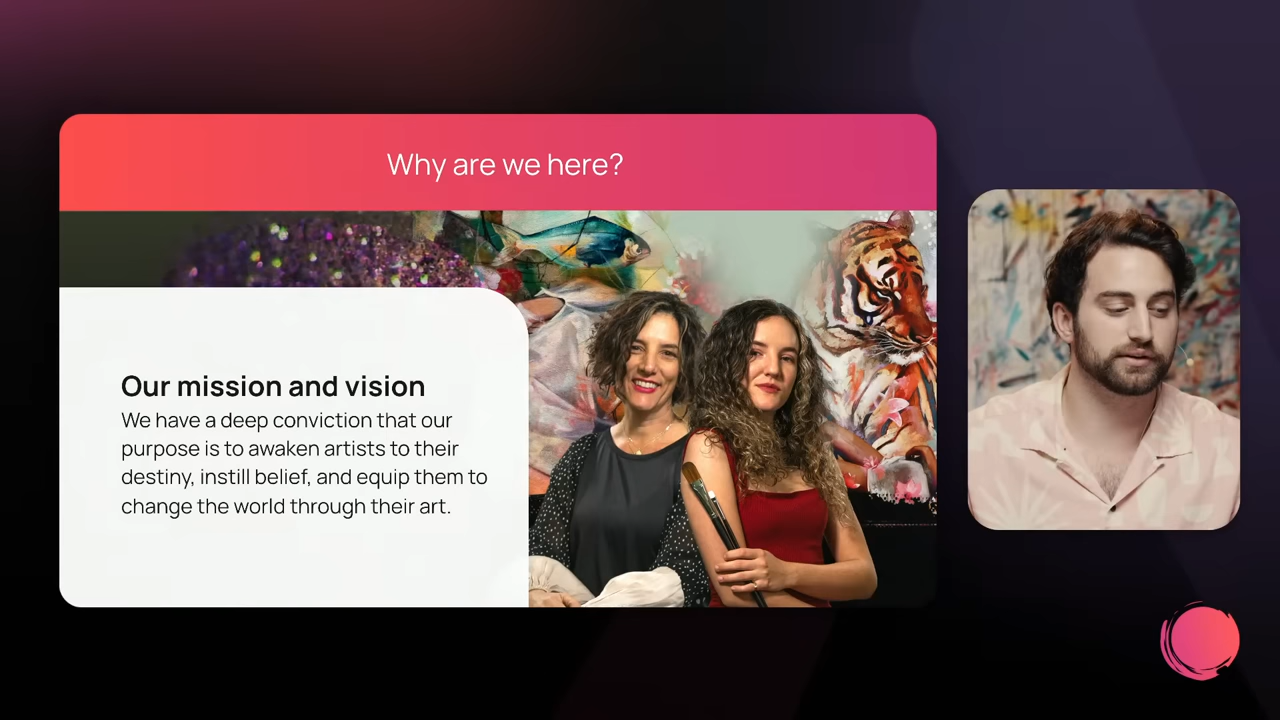 Why are we here?
Our mission and vision
We have a deep conviction that our
purpose is to awaken artists to their
destiny, instill belief, and equip them to
change the world through their art.